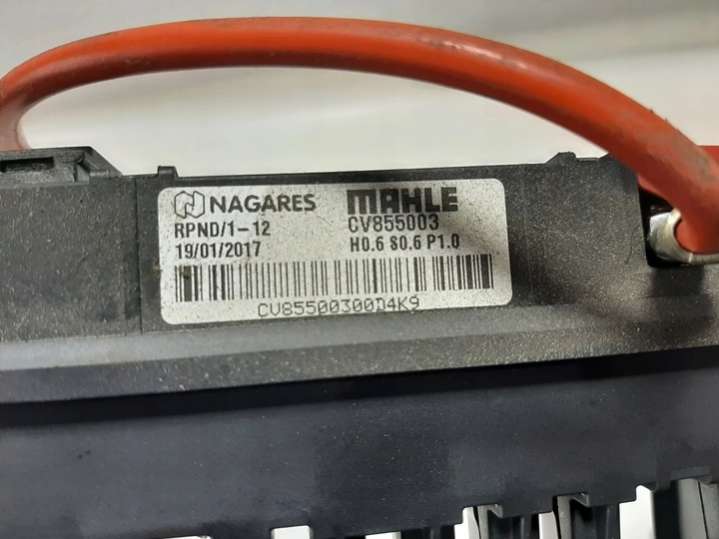 NAGARES MAHLE
RPND/1-12 CV855003
19/01/2017 H0.6 S0.6 P1.0
CV85500300D4K9